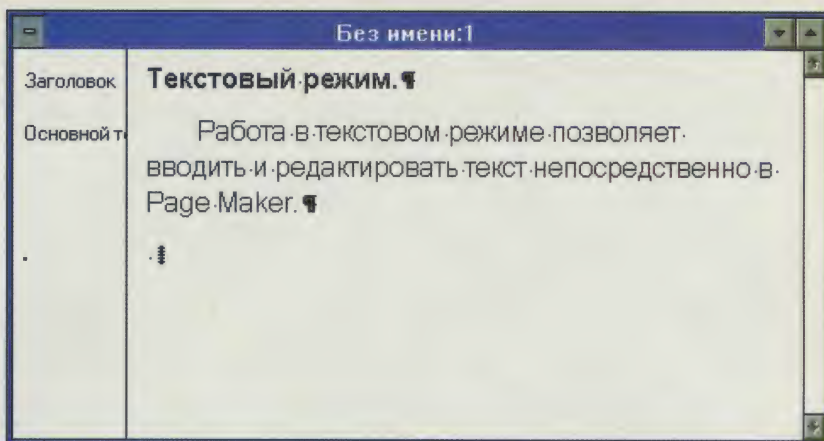 Без имени:1
Заголовок
Текстовый режим.¶
Основной т
Работа в текстовом режиме позволяет
вводить и редактировать текст непосредственно в
Page Maker.¶